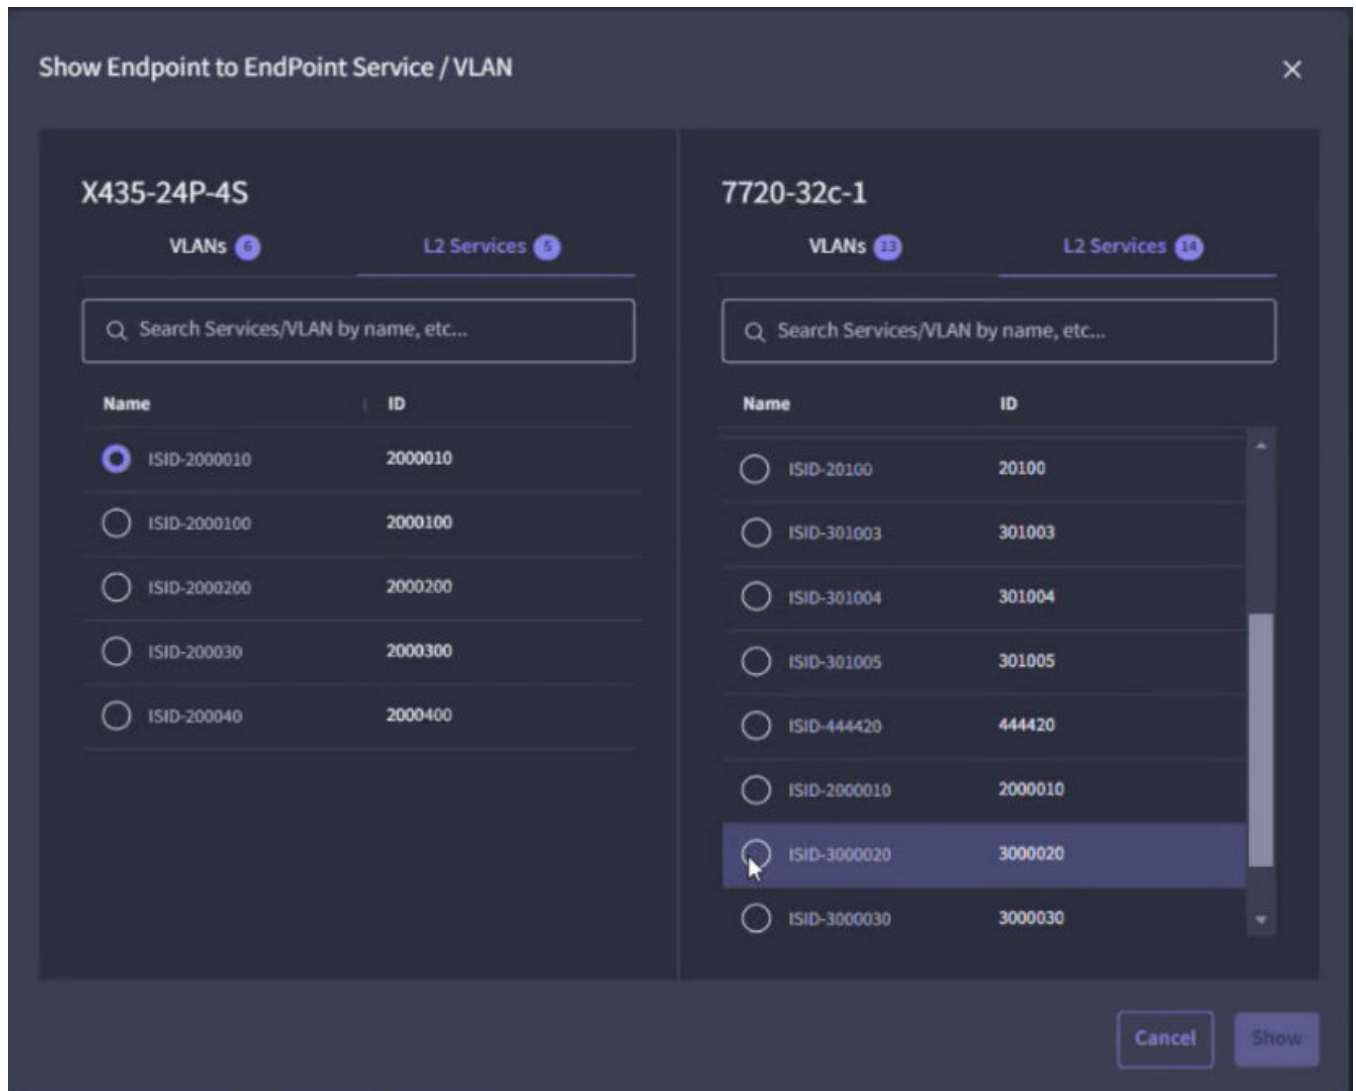 Show Endpoint to EndPoint Service / VLAN
X435-24P-4S
VLANs 6
L2 Services 5
Search Services/VLAN by name, etc...
Name ID
ISID-2000010 2000010
ISID-2000100 2000100
ISID-2000200 2000200
ISID-200030 2000300
ISID-200040 2000400
7720-32c-1
VLANs 13
L2 Services 14
Search Services/VLAN by name, etc...
Name ID
ISID-20100 20100
ISID-301003 301003
ISID-301004 301004
ISID-301005 301005
ISID-444420 444420
ISID-2000010 2000010
ISID-3000020 3000020
ISID-3000030 3000030
Cancel
Show